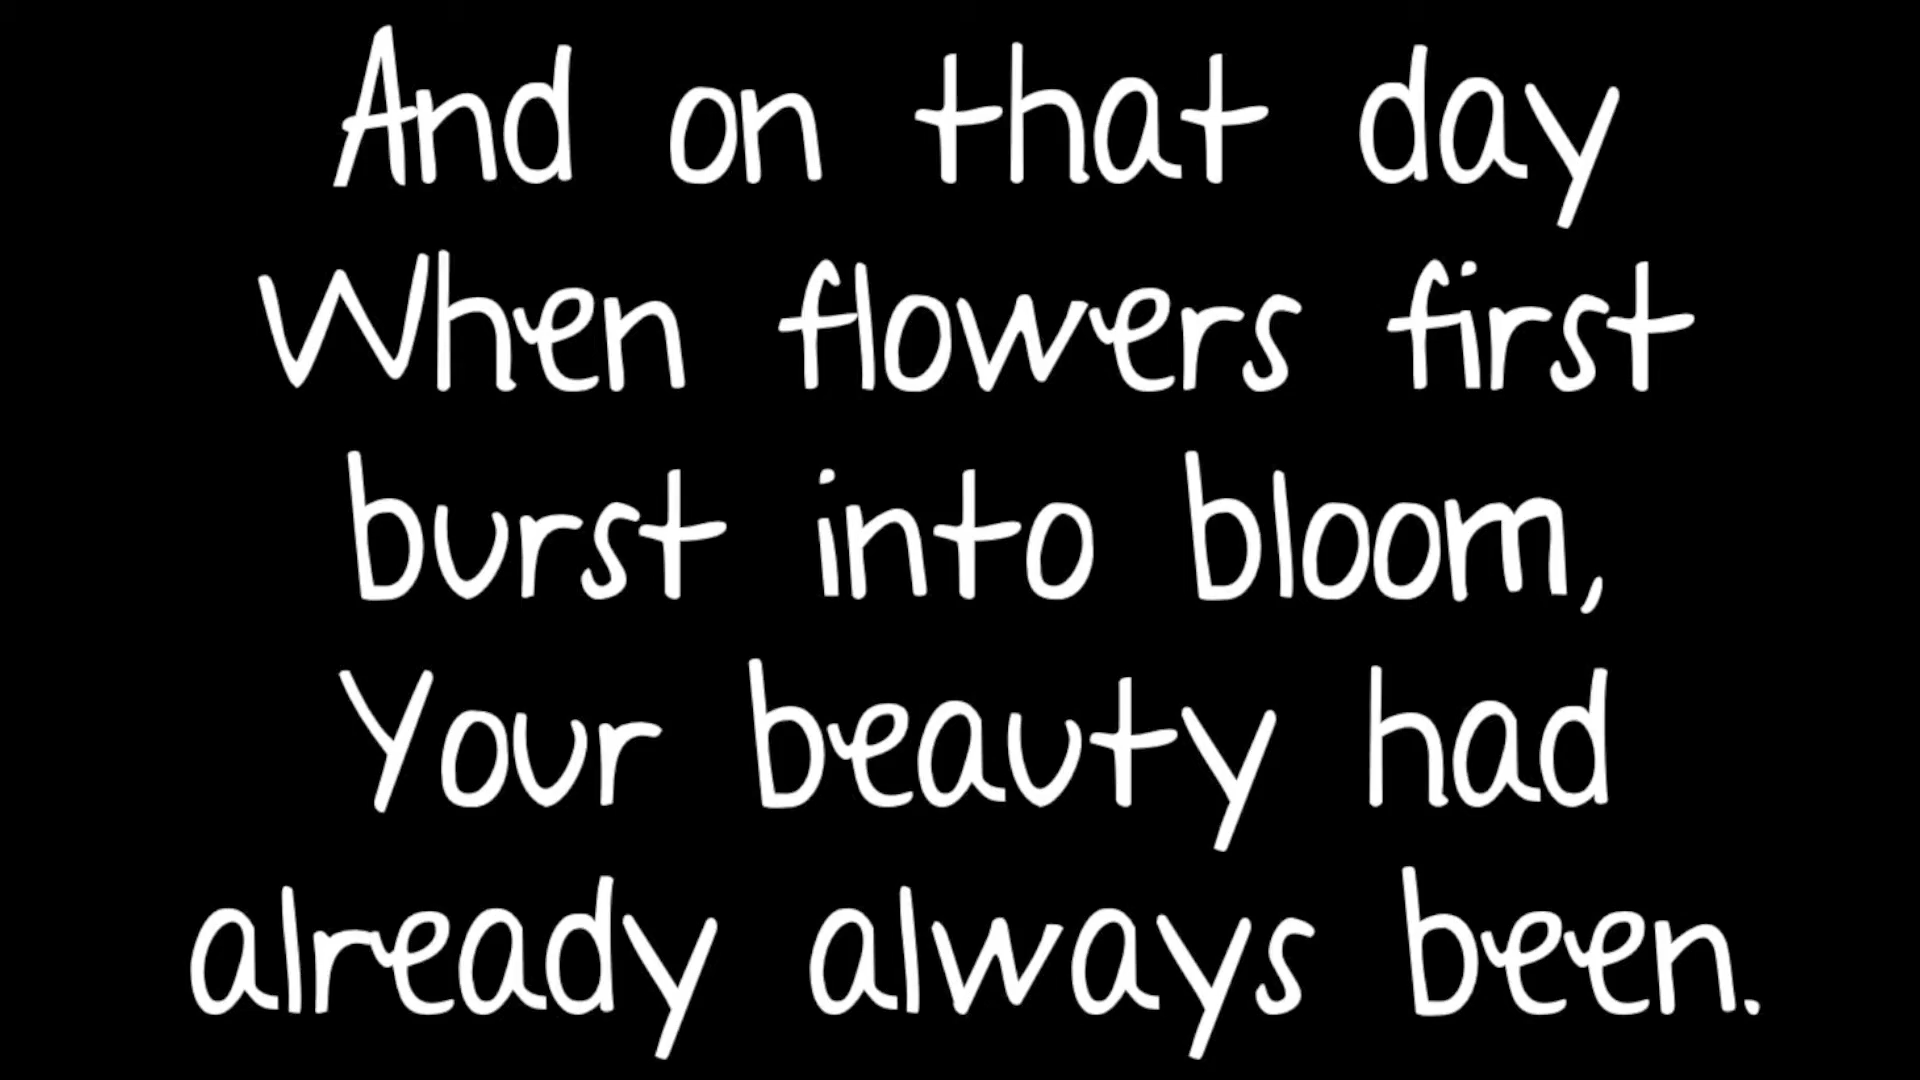 And on that day
When flowers first
burst into bloom,
Your beauty had
already always been.